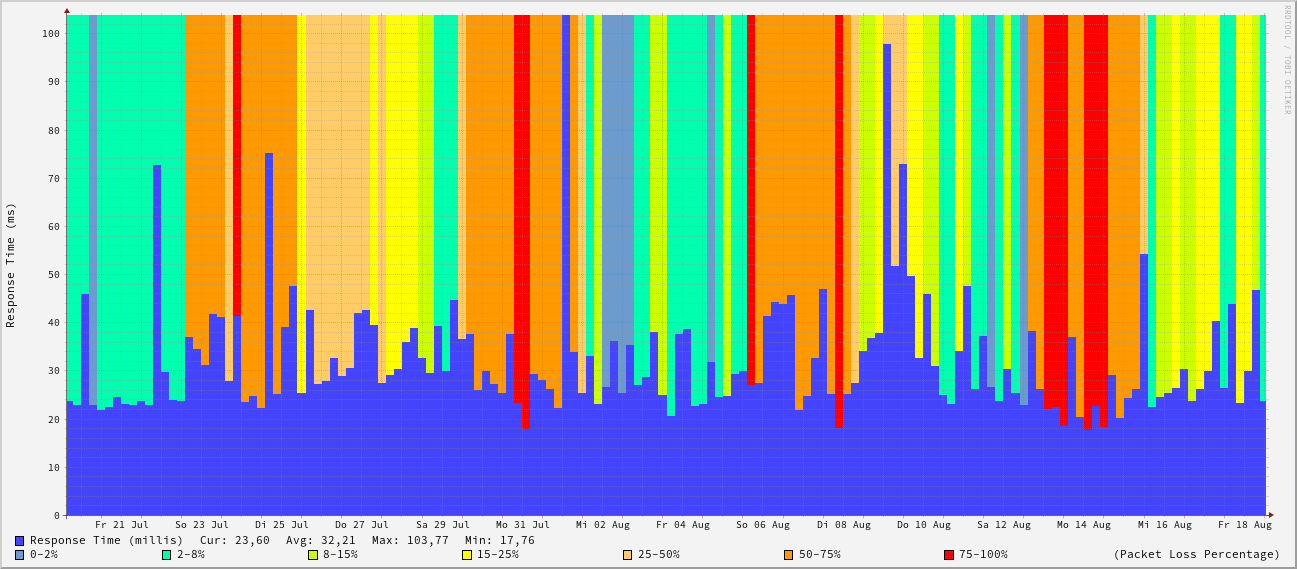 RRDTOOL / TOBI OETIKER
Response Time (ms)
100
90
80
70
60
50
40
30
20
10
0
Fr 21 Jul So 23 Jul Di 25 Jul Do 27 Jul Sa 29 Jul Mo 31 Jul Mi 02 Aug Fr 04 Aug So 06 Aug Di 08 Aug Do 10 Aug Sa 12 Aug Mo 14 Aug Mi 16 Aug Fr 18 Aug
Response Time (millis) Cur: 23,60 Avg: 32,21 Max: 103,77 Min: 17,76
0-2% 2-8% 8-15% 15-25% 25-50% 50-75% 75-100% (Packet Loss Percentage)